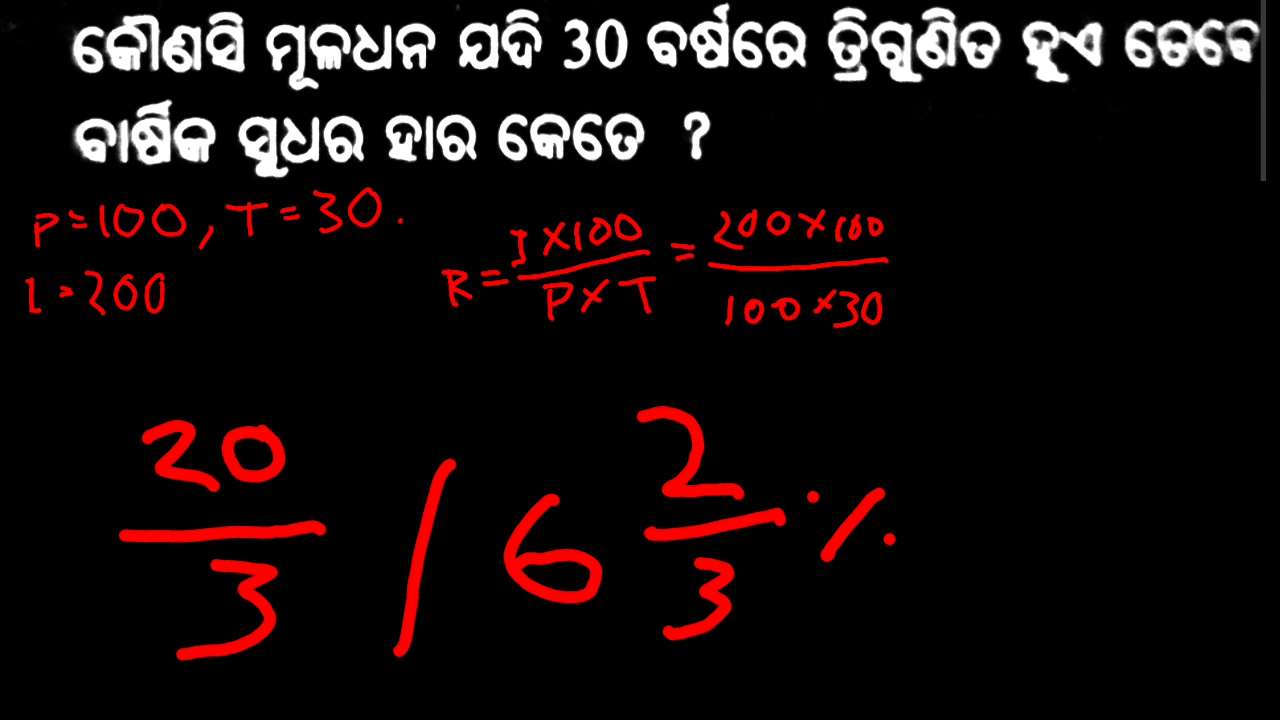 କୌଣସି ମୂଳଧନ ଯଦି 30 ବର୍ଷରେ ତ୍ରିଗୁଣିତ ହୁଏ ତେବେ
ବାର୍ଷିକ ସୁଧର ହାର କେତେ ?
P=100, T=30.
I=200
R = I×100 / P×T = 200×100 / 100×30
20/3 / 6 2/3 %